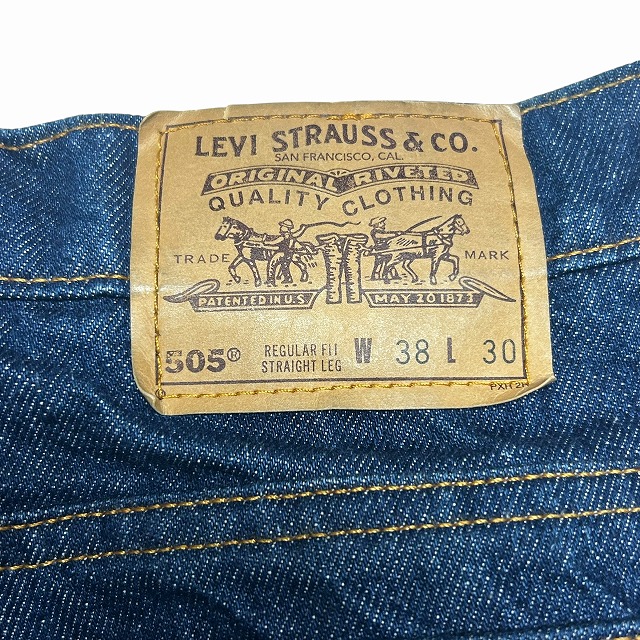 LEVI STRAUSS & CO.
SAN FRANCISCO, CAL.
ORIGINAL RIVETED
QUALITY CLOTHING
TRADE MARK
PATENTED IN U.S. MAY 20 1873
505® REGULAR FIT STRAIGHT LEG W 38 L 30